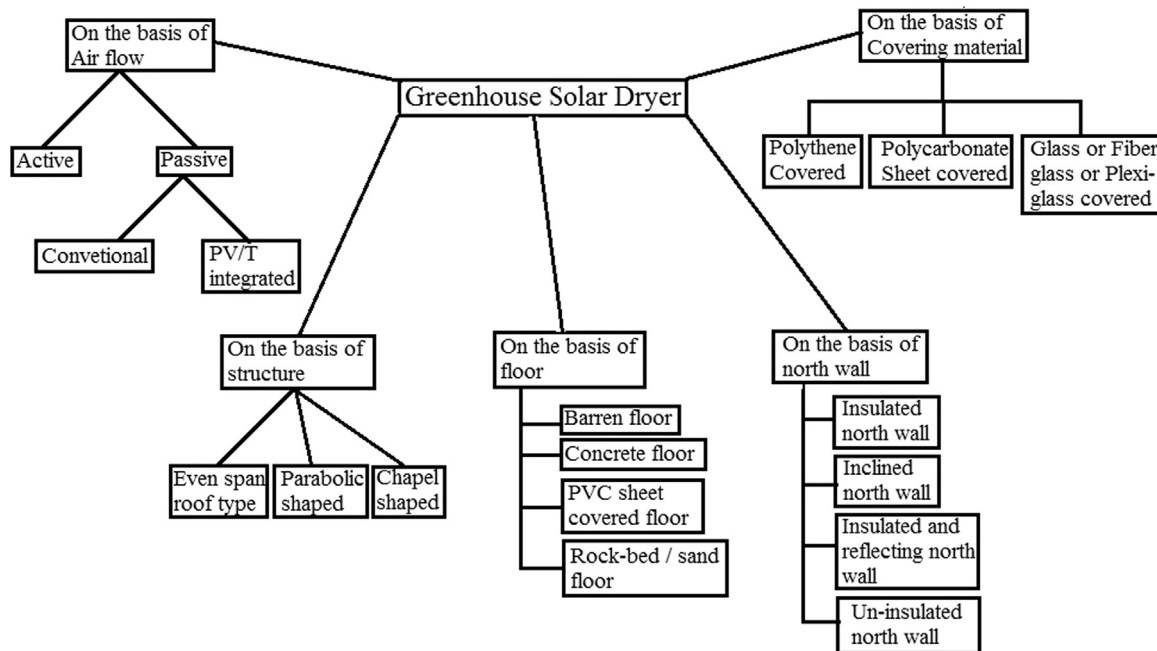 On the basis of
Air flow
On the basis of
Covering material
Greenhouse Solar Dryer
Active
Passive
Polythene
Covered
Polycarbonate
Sheet covered
Glass or Fiber
glass or Plexi-
glass covered
Convetional
PV/T
integrated
On the basis of
structure
On the basis of
floor
On the basis of
north wall
Even span
roof type
Parabolic
shaped
Chapel
shaped
Barren floor
Concrete floor
PVC sheet
covered floor
Rock-bed / sand
floor
Insulated
north wall
Inclined
north wall
Insulated and
reflecting north
wall
Un-insulated
north wall